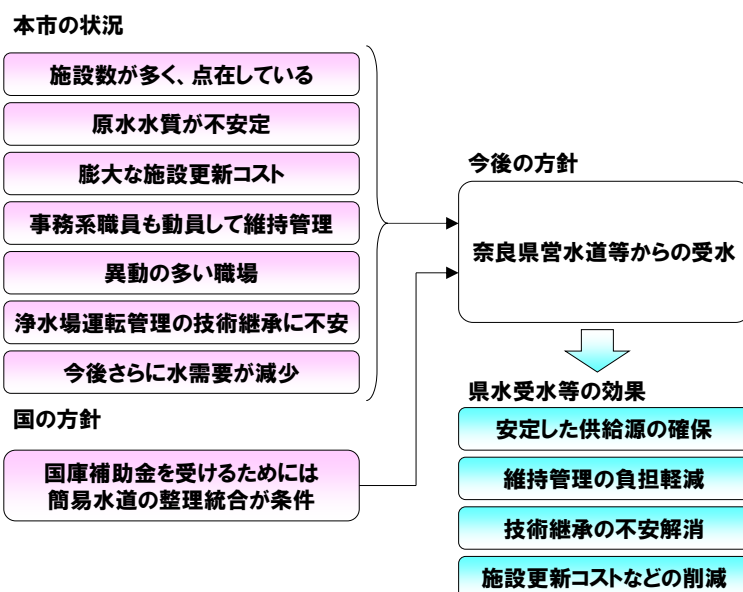 本市の状況
施設数が多く、点在している
原水水質が不安定
膨大な施設更新コスト
事務系職員も動員して維持管理
異動の多い職場
浄水場運転管理の技術継承に不安
今後さらに水需要が減少
国の方針
国庫補助金を受けるためには
簡易水道の整理統合が条件
今後の方針
奈良県営水道等からの受水
県水受水等の効果
安定した供給源の確保
維持管理の負担軽減
技術継承の不安解消
施設更新コストなどの削減